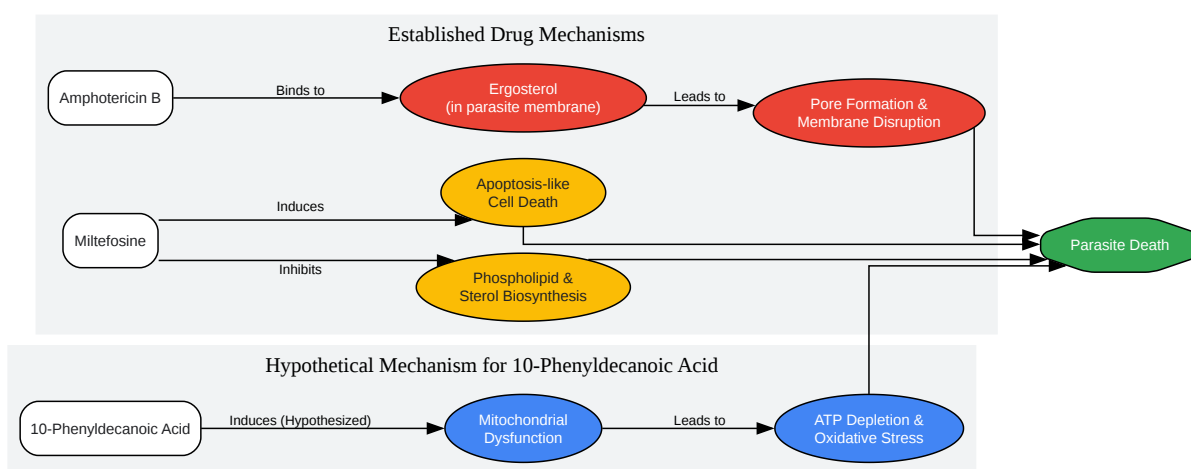 Established Drug Mechanisms
Amphotericin B
Binds to
Ergosterol
(in parasite membrane)
Leads to
Pore Formation &
Membrane Disruption
Apoptosis-like
Cell Death
Induces
Miltefosine
Inhibits
Phospholipid &
Sterol Biosynthesis
Parasite Death
Hypothetical Mechanism for 10-Phenyldecanoic Acid
10-Phenyldecanoic Acid
Induces (Hypothesized)
Mitochondrial
Dysfunction
Leads to
ATP Depletion &
Oxidative Stress